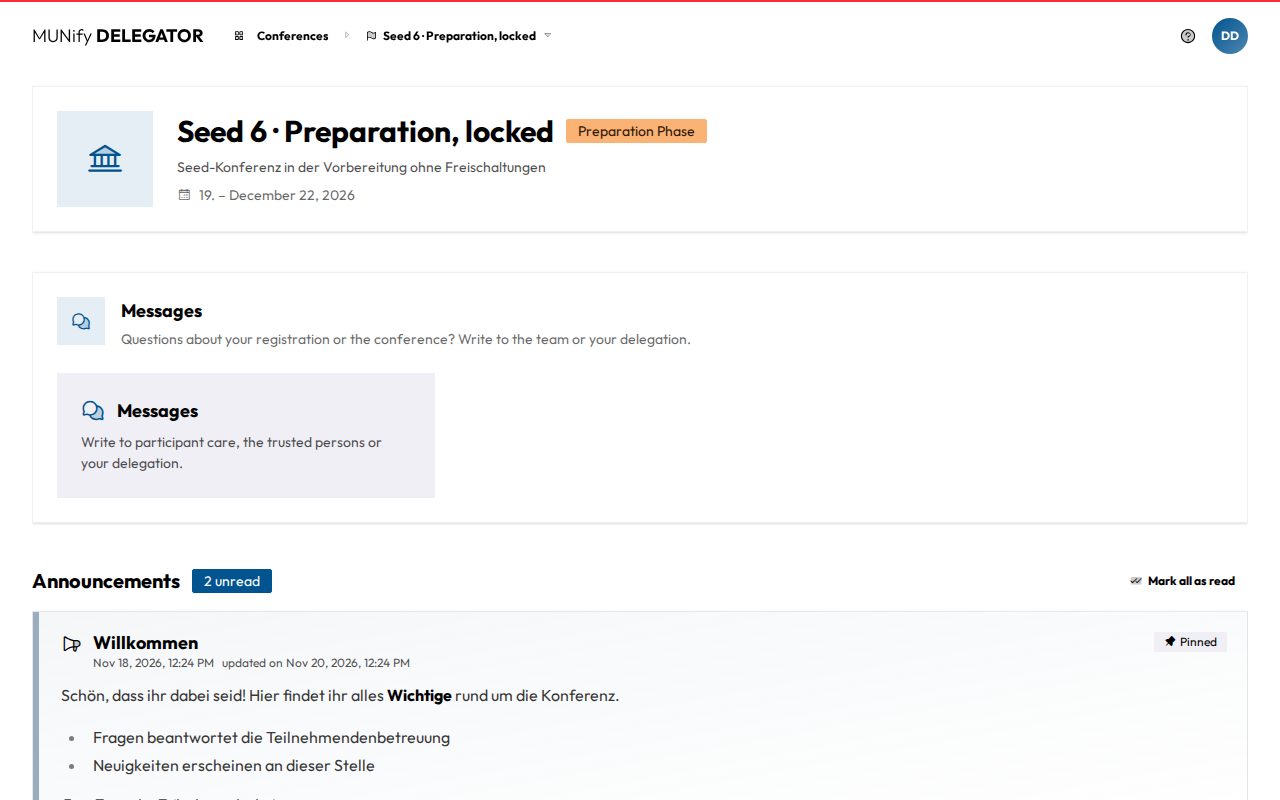 MUNify DELEGATOR
Conferences
Seed 6 · Preparation, locked
DD
Seed 6 · Preparation, locked
Preparation Phase
Seed-Konferenz in der Vorbereitung ohne Freischaltungen
19. – December 22, 2026
Messages
Questions about your registration or the conference? Write to the team or your delegation.
Messages
Write to participant care, the trusted persons or
your delegation.
Announcements
2 unread
Mark all as read
Willkommen
Pinned
Nov 18, 2026, 12:24 PM updated on Nov 20, 2026, 12:24 PM
Schön, dass ihr dabei seid! Hier findet ihr alles Wichtige rund um die Konferenz.
Fragen beantwortet die Teilnehmendenbetreuung
Neuigkeiten erscheinen an dieser Stelle